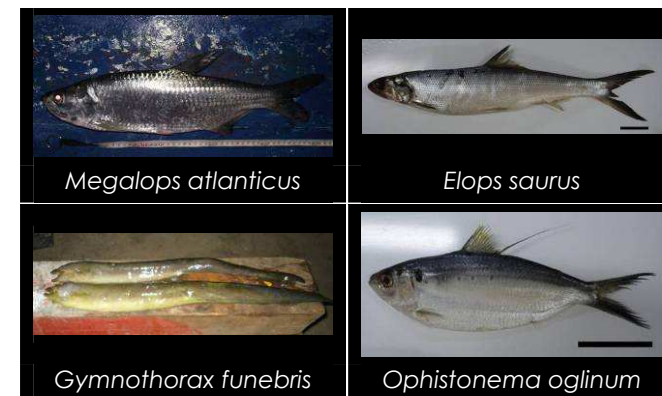 Megalops atlanticus
Elops saurus
Gymnothorax funebris
Ophistonema oglinum